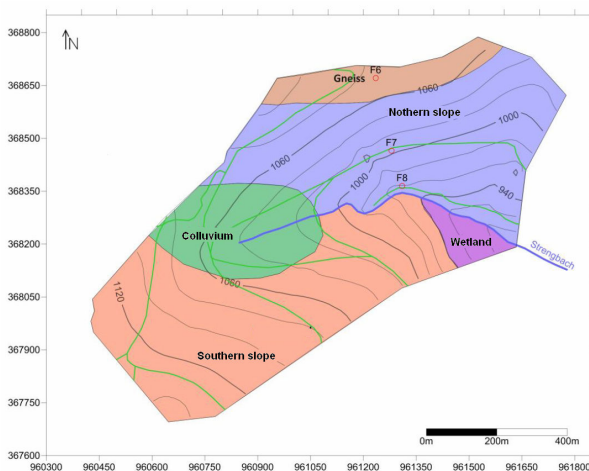 368800
N
F6
368650
Gneiss
1060
Nothern slope
1000
368500
F7
1060
1000
F8
368350
940
Colluvium
Wetland
368200
Strengbach
1060
1120
368050
Southern slope
367900
367750
0m 200m 400m
367600
960300 960450 960600 960750 960900 961050 961200 961350 961500 961650 961800